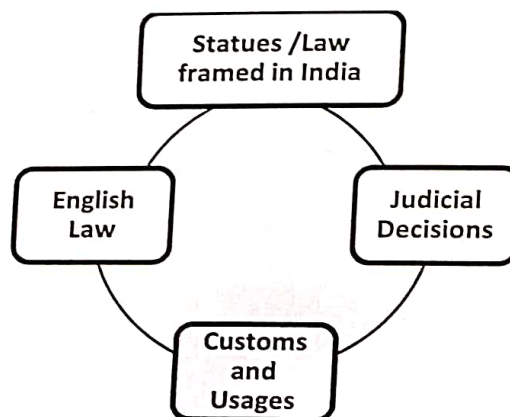 Statues /Law
framed in India
English
Law
Judicial
Decisions
Customs
and
Usages